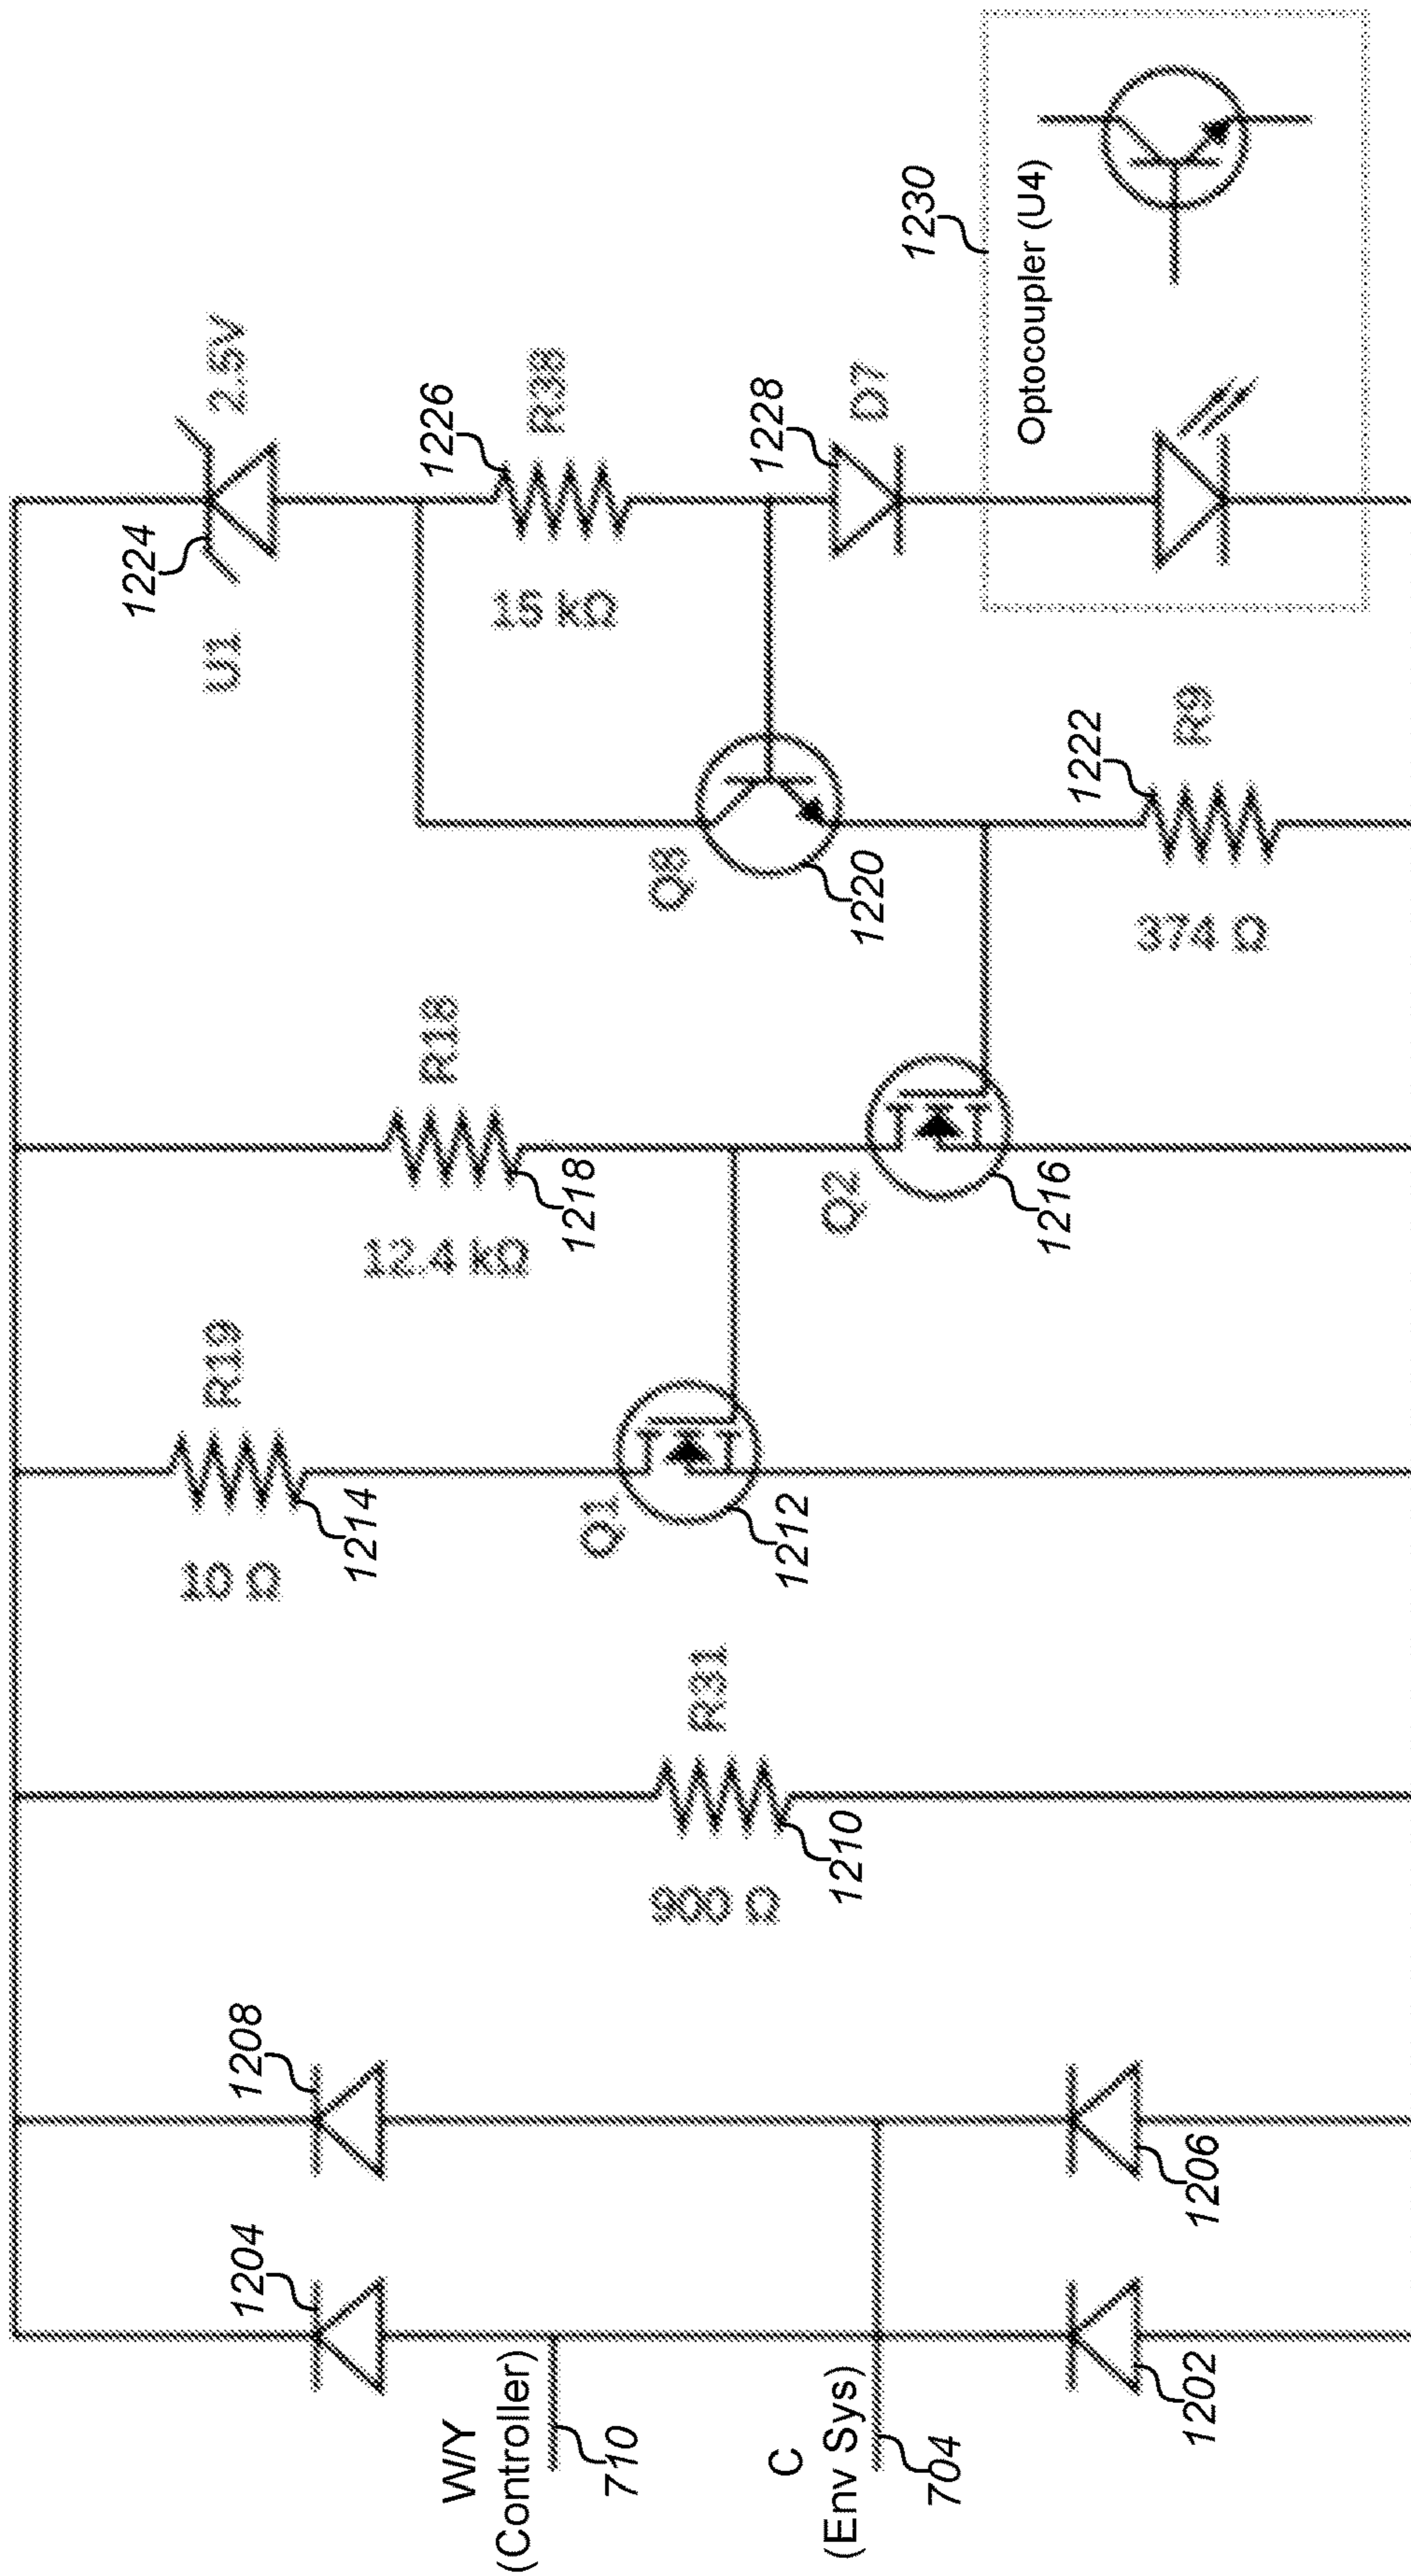 W/Y
(Controller)
710
C
(Env Sys)
704
1204
1202
1208
1206
R31
900 Ω
1210
R19
10 Ω
1214
Q1
1212
R18
12.4 kΩ
1218
Q2
1216
Q8
1220
1222
R9
374 Ω
1224
U1
2.5V
1226
R38
15 kΩ
1228
D7
1230
Optocoupler (U4)